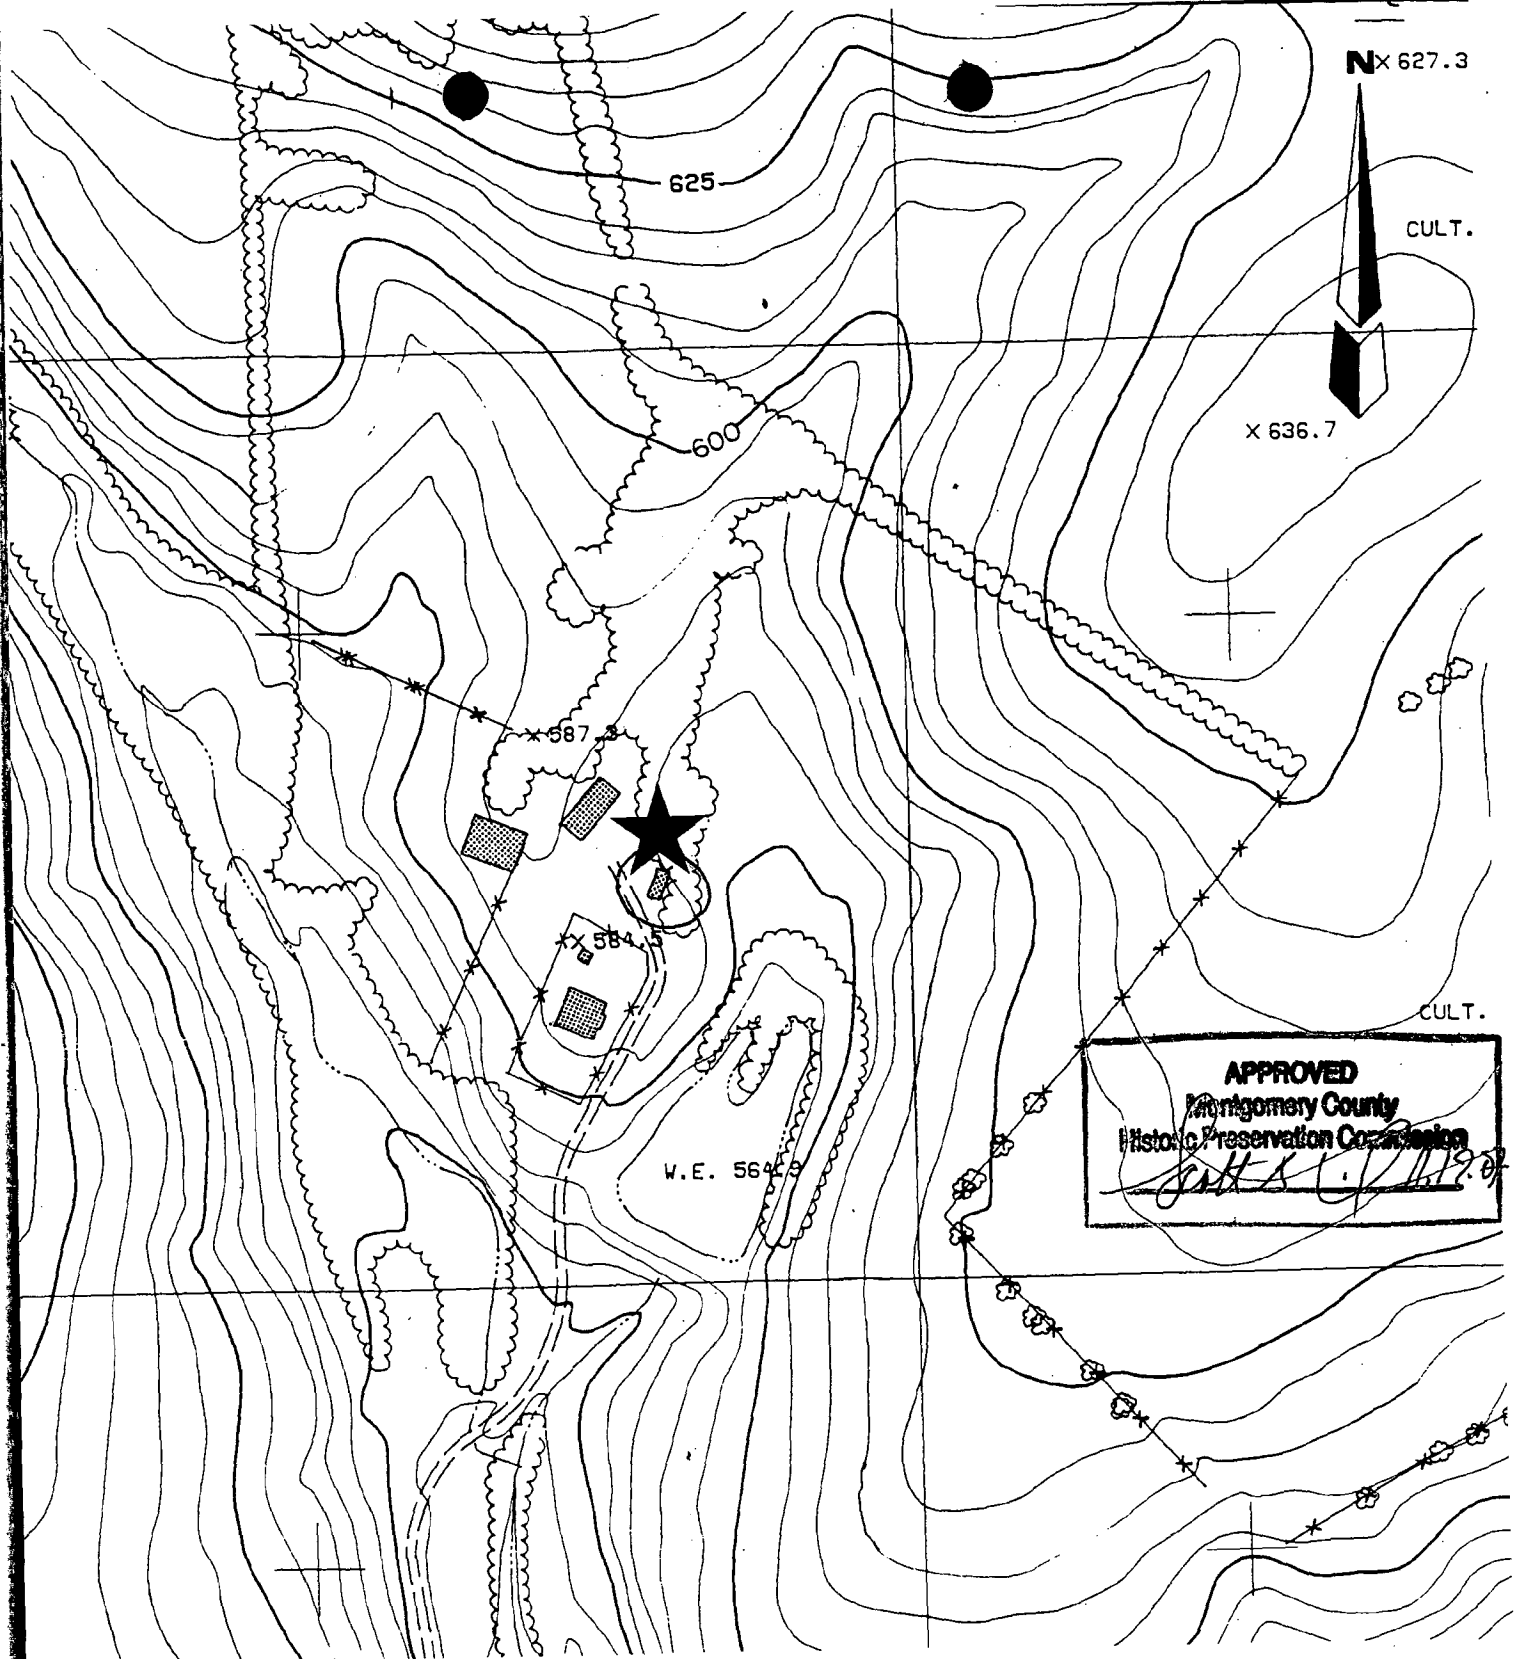 N × 627.3
625
CULT.
600
× 636.7
× 587.3
× 584.5
CULT.
APPROVED
Montgomery County
Historic Preservation Commission
W.E. 564.9